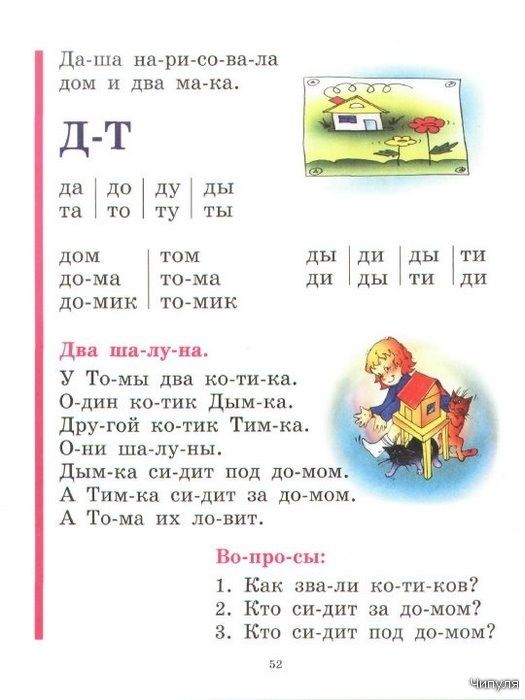 Да-ша на-ри-со-ва-ла
дом и два ма-ка.
Д-Т
да | до | ду | ды
та | то | ту | ты
дом | том
до-ма | то-ма
до-мик | то-мик
ды | ди | ды | ти
ди | ды | ти | ди
Два ша-лу-на.
У То-мы два ко-ти-ка.
О-дин ко-тик Дым-ка.
Дру-гой ко-тик Тим-ка.
О-ни ша-лу-ны.
Дым-ка си-дит под до-мом.
А Тим-ка си-дит за до-мом.
А То-ма их ло-вит.
Во-про-сы:
1. Как зва-ли ко-ти-ков?
2. Кто си-дит за до-мом?
3. Кто си-дит под до-мом?
52
Чипуля